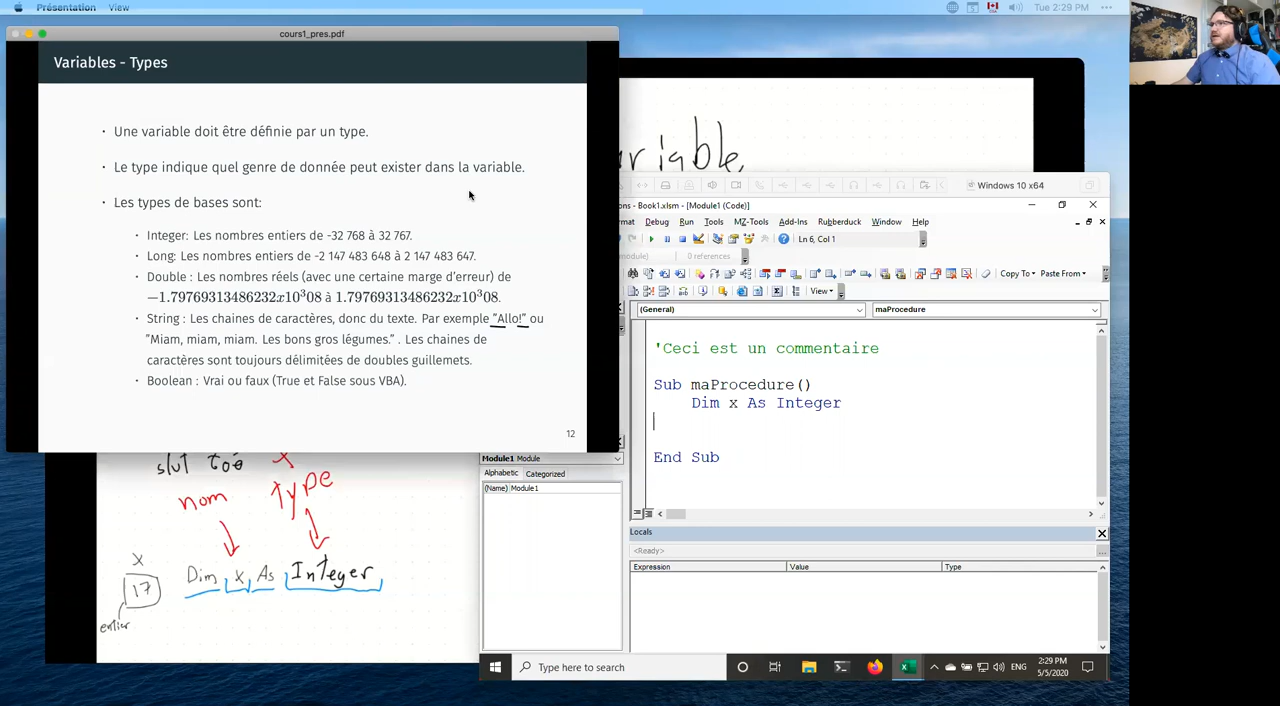 Présentation View
Tue 2:29 PM
cours1_pres.pdf
Variables - Types
• Une variable doit être définie par un type.
• Le type indique quel genre de donnée peut exister dans la variable.
• Les types de bases sont:
• Integer: Les nombres entiers de -32 768 à 32 767.
• Long: Les nombres entiers de -2 147 483 648 à 2 147 483 647.
• Double : Les nombres réels (avec une certaine marge d'erreur) de
−1.79769313486232x10³08 à 1.79769313486232x10³08.
• String : Les chaines de caractères, donc du texte. Par exemple "Allo!" ou
"Miam, miam, miam. Les bons gros légumes." . Les chaines de
caractères sont toujours délimitées de doubles guillemets.
• Boolean : Vrai ou faux (True et False sous VBA).
12
ariable,
Windows 10 x64
ons - Book1.xlsm - [Module1 (Code)]
rmat Debug Run Tools MZ-Tools Add-Ins Rubberduck Window Help
Ln 6, Col 1
0 references
Copy To Paste From
View
(General) maProcedure
'Ceci est un commentaire
Sub maProcedure()
Dim x As Integer
End Sub
Module1 Module
Alphabetic Categorized
(Name) Module1
Locals
<Ready>
Expression Value Type
nom
Type
x
17
entier
Dim x As Integer
Type here to search
ENG
2:29 PM
5/5/2020